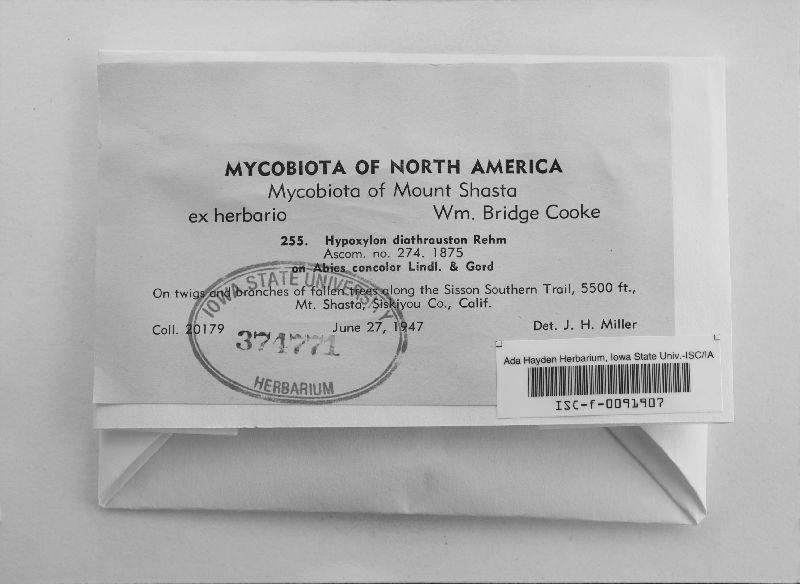 MYCOBIOTA OF NORTH AMERICA
Mycobiota of Mount Shasta
ex herbario Wm. Bridge Cooke
255. Hypoxylon diathrauston Rehm
Ascom. no. 274. 1875
on Abies concolor Lindl. & Gord
On twigs and branches of fallen trees along the Sisson Southern Trail, 5500 ft.,
Mt. Shasta, Siskiyou Co., Calif.
Coll. 20179 June 27, 1947 Det. J. H. Miller
IOWA STATE UNIVERSITY
374771
HERBARIUM
Ada Hayden Herbarium, Iowa State Univ.-ISC/IA
ISC-f-0091907